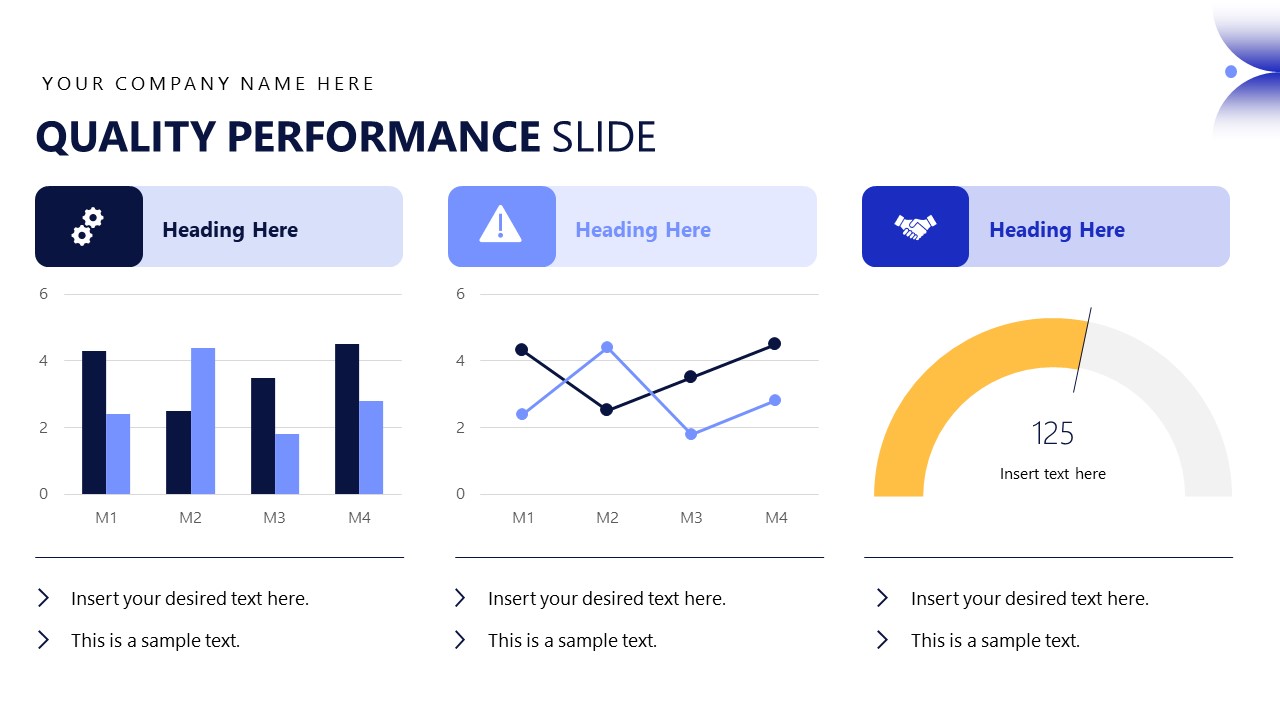 YOUR COMPANY NAME HERE
QUALITY PERFORMANCE SLIDE
Heading Here
6
4
2
0
M1 M2 M3 M4
Insert your desired text here.
This is a sample text.
Heading Here
6
4
2
0
M1 M2 M3 M4
Insert your desired text here.
This is a sample text.
Heading Here
125
Insert text here
Insert your desired text here.
This is a sample text.